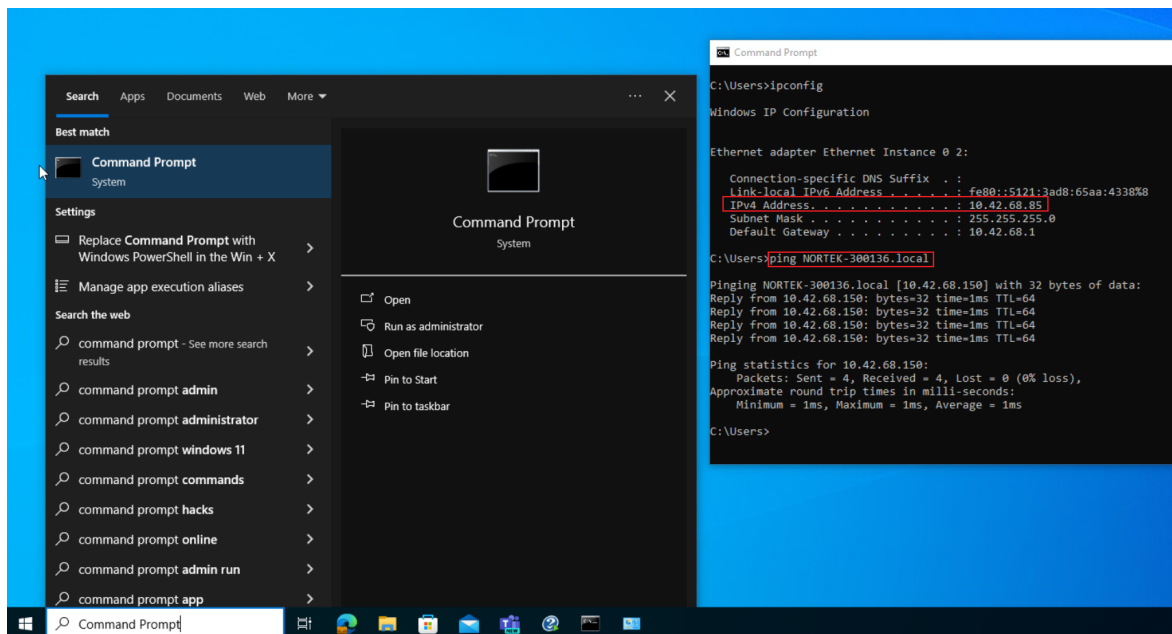 Search Apps Documents Web More
Best match
Command Prompt
System
Settings
Replace Command Prompt with
Windows PowerShell in the Win + X
Manage app execution aliases
Search the web
command prompt - See more search
results
command prompt admin
command prompt administrator
command prompt windows 11
command prompt commands
command prompt hacks
command prompt online
command prompt admin run
command prompt app
Command Prompt
Command Prompt
System
Open
Run as administrator
Open file location
Pin to Start
Pin to taskbar
Command Prompt
C:\Users>ipconfig
Windows IP Configuration
Ethernet adapter Ethernet Instance 0 2:
Connection-specific DNS Suffix . :
Link-local IPv6 Address . . . . . : fe80::5121:3ad8:65aa:4338%8
IPv4 Address. . . . . . . . . . . : 10.42.68.85
Subnet Mask . . . . . . . . . . . : 255.255.255.0
Default Gateway . . . . . . . . . : 10.42.68.1
C:\Users>ping NORTEK-300136.local
Pinging NORTEK-300136.local [10.42.68.150] with 32 bytes of data:
Reply from 10.42.68.150: bytes=32 time=1ms TTL=64
Reply from 10.42.68.150: bytes=32 time=1ms TTL=64
Reply from 10.42.68.150: bytes=32 time=1ms TTL=64
Reply from 10.42.68.150: bytes=32 time=1ms TTL=64
Ping statistics for 10.42.68.150:
Packets: Sent = 4, Received = 4, Lost = 0 (0% loss),
Approximate round trip times in milli-seconds:
Minimum = 1ms, Maximum = 1ms, Average = 1ms
C:\Users>